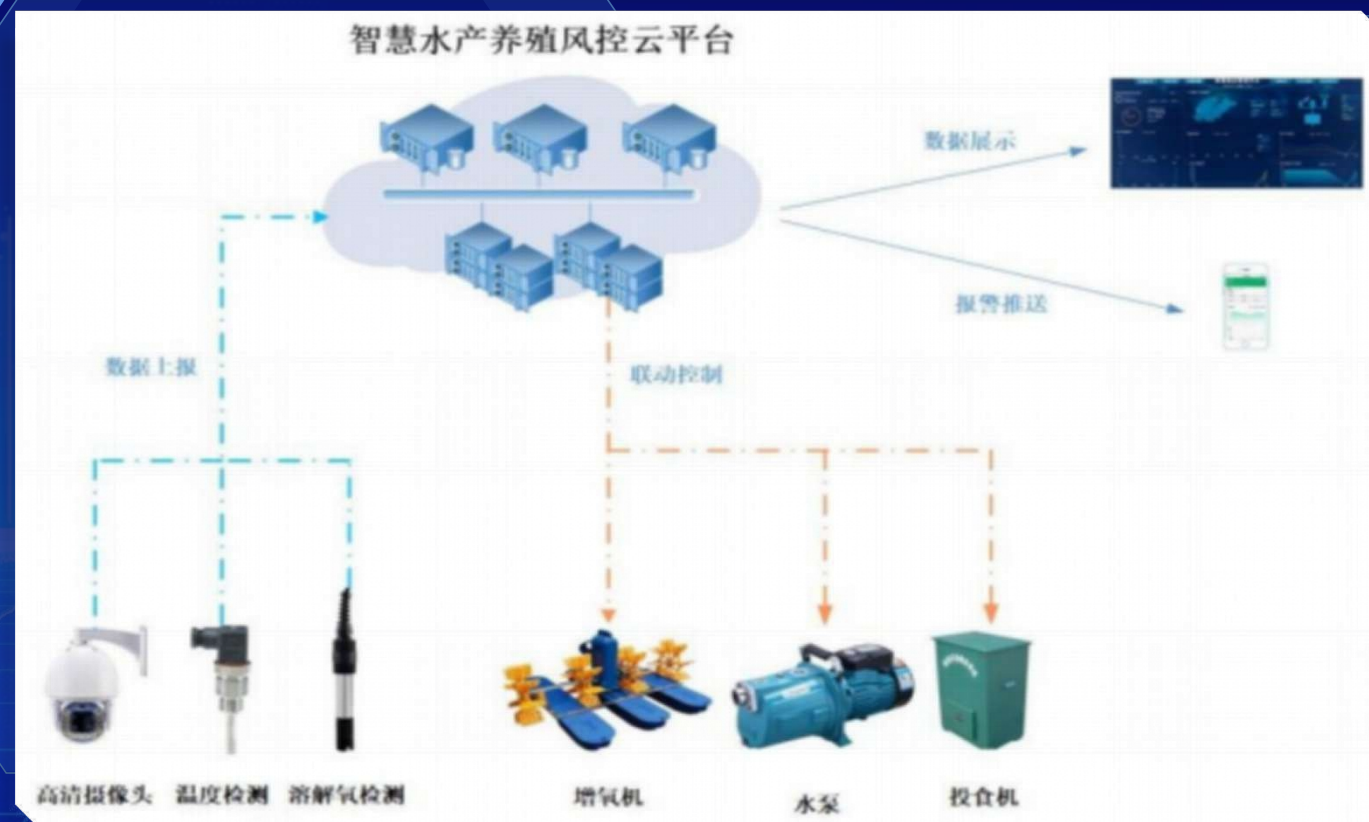 智慧水产养殖风控云平台
数据展示
报警推送
数据上报
联动控制
高清摄像头
温度检测
溶解氧检测
增氧机
水泵
投食机